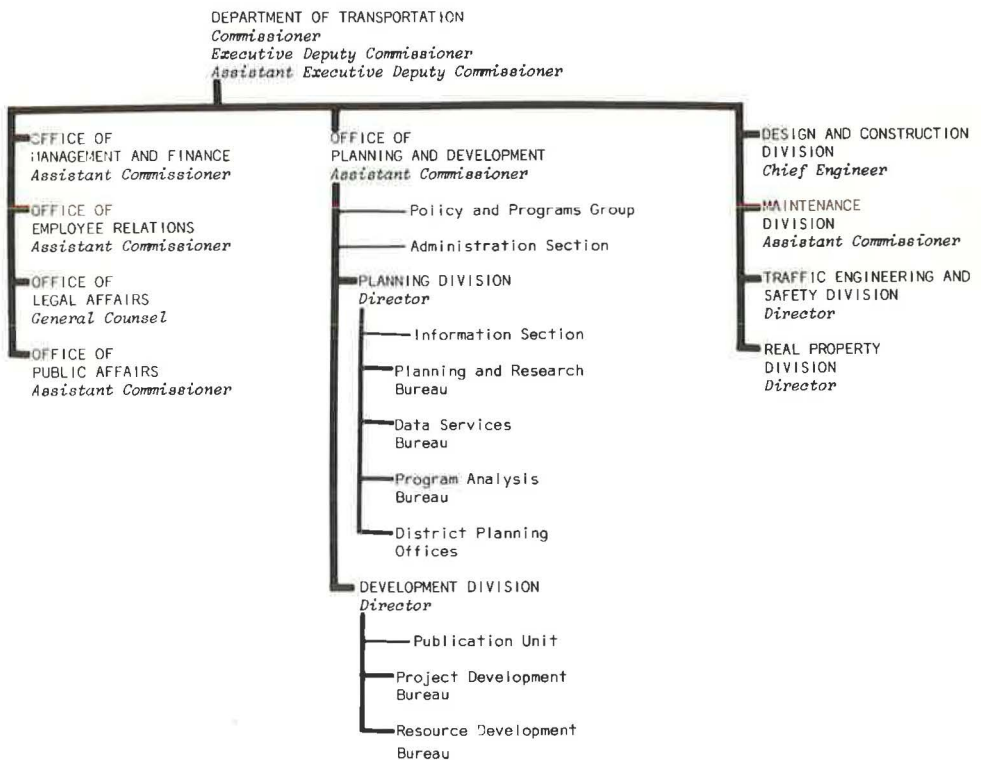 DEPARTMENT OF TRANSPORTATION
Commissioner
Executive Deputy Commissioner
Assistant Executive Deputy Commissioner
OFFICE OF
MANAGEMENT AND FINANCE
Assistant Commissioner
OFFICE OF
EMPLOYEE RELATIONS
Assistant Commissioner
OFFICE OF
LEGAL AFFAIRS
General Counsel
OFFICE OF
PUBLIC AFFAIRS
Assistant Commissioner
OFFICE OF
PLANNING AND DEVELOPMENT
Assistant Commissioner
Policy and Programs Group
Administration Section
PLANNING DIVISION
Director
Information Section
Planning and Research
Bureau
Data Services
Bureau
Program Analysis
Bureau
District Planning
Offices
DEVELOPMENT DIVISION
Director
Publication Unit
Project Development
Bureau
Resource Development
Bureau
DESIGN AND CONSTRUCTION
DIVISION
Chief Engineer
MAINTENANCE
DIVISION
Assistant Commissioner
TRAFFIC ENGINEERING AND
SAFETY DIVISION
Director
REAL PROPERTY
DIVISION
Director